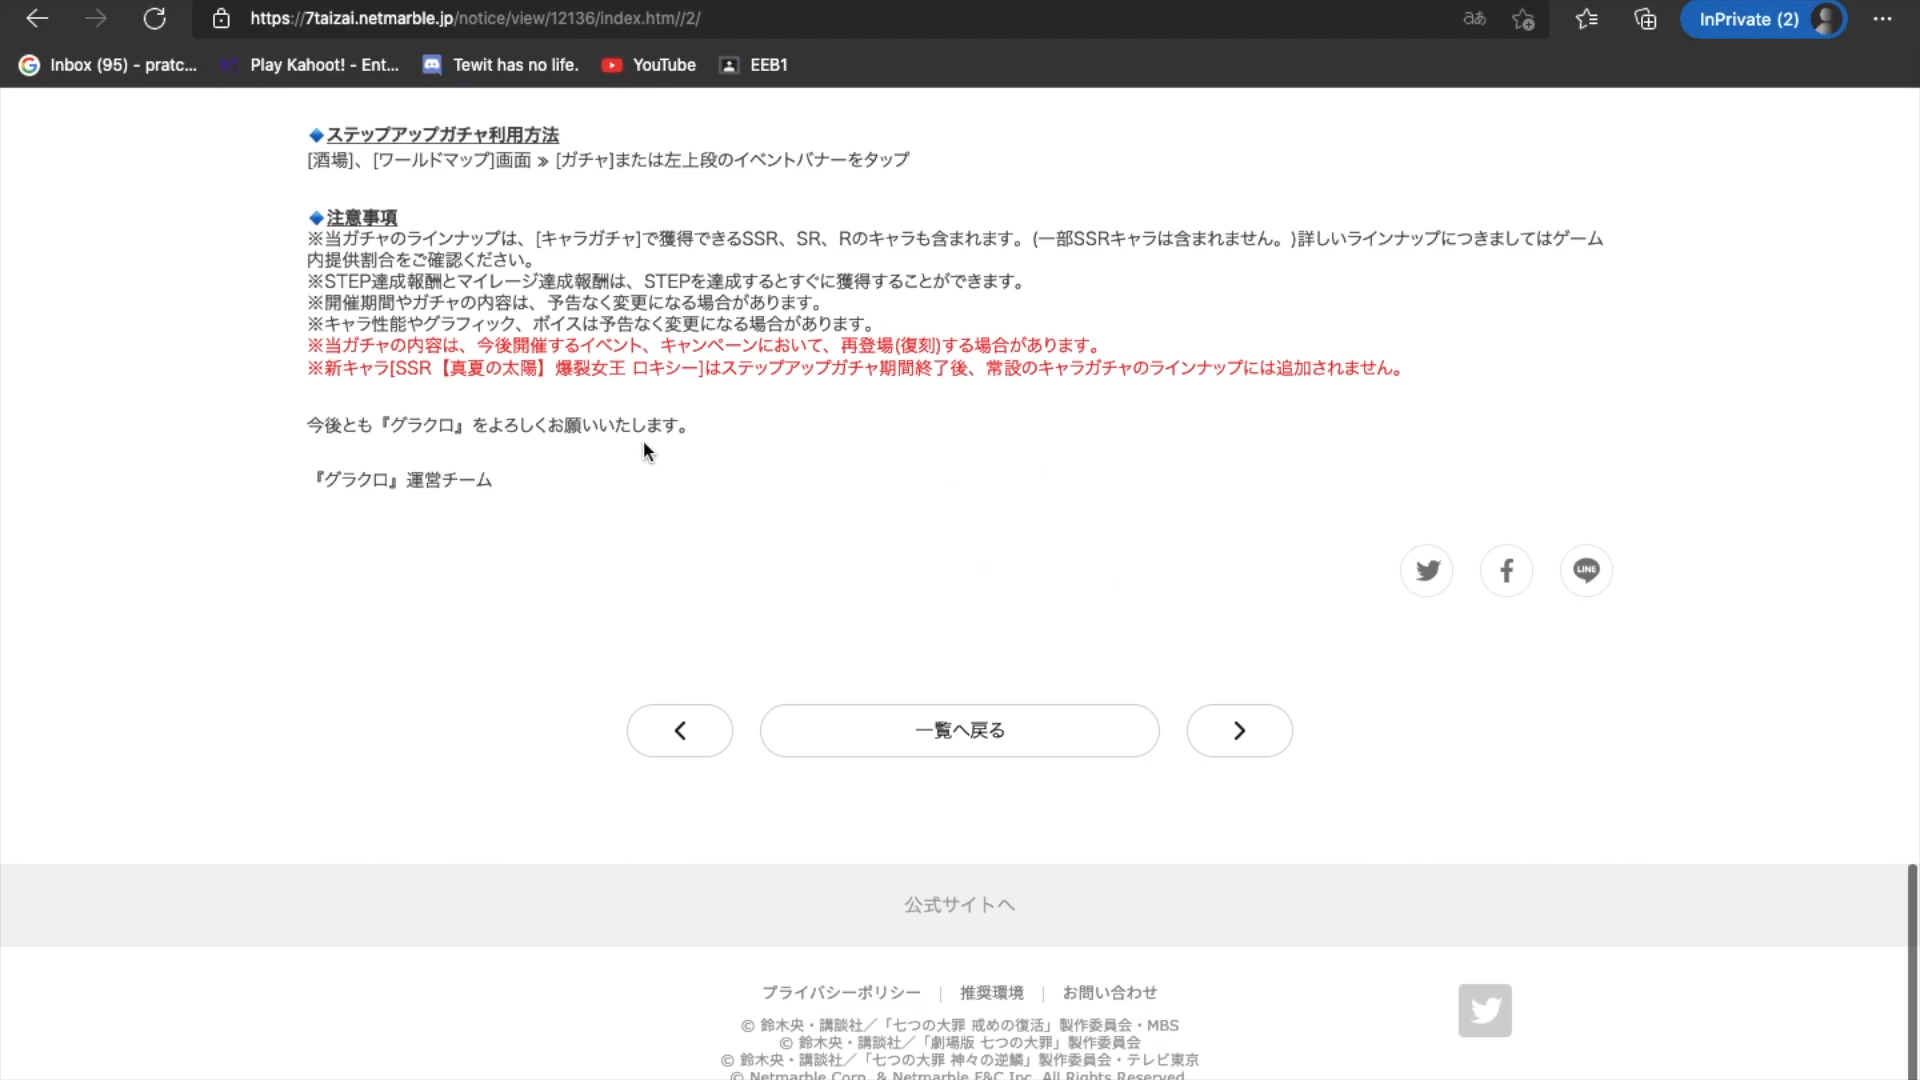 https://7taizai.netmarble.jp/notice/view/12136/index.htm//2/
aあ
InPrivate (2)
Inbox (95) - pratc...
Play Kahoot! - Ent...
Tewit has no life.
YouTube
EEB1
ステップアップガチャ利用方法
[酒場]、[ワールドマップ]画面 » [ガチャ]または左上段のイベントバナーをタップ
注意事項
※当ガチャのラインナップは、[キャラガチャ]で獲得できるSSR、SR、Rのキャラも含まれます。(一部SSRキャラは含まれません。)詳しいラインナップにつきましてはゲーム
内提供割合をご確認ください。
※STEP達成報酬とマイレージ達成報酬は、STEPを達成するとすぐに獲得することができます。
※開催期間やガチャの内容は、予告なく変更になる場合があります。
※キャラ性能やグラフィック、ボイスは予告なく変更になる場合があります。
※当ガチャの内容は、今後開催するイベント、キャンペーンにおいて、再登場(復刻)する場合があります。
※新キャラ[SSR【真夏の太陽】爆裂女王 ロキシー]はステップアップガチャ期間終了後、常設のキャラガチャのラインナップには追加されません。
今後とも『グラクロ』をよろしくお願いいたします。
『グラクロ』運営チーム
LINE
一覧へ戻る
公式サイトへ
プライバシーポリシー | 推奨環境 | お問い合わせ
© 鈴木央・講談社／「七つの大罪 戒めの復活」製作委員会・MBS
© 鈴木央・講談社／「劇場版 七つの大罪」製作委員会
© 鈴木央・講談社／「七つの大罪 神々の逆鱗」製作委員会・テレビ東京
© Netmarble Corp. & Netmarble F&C Inc. All Rights Reserved.